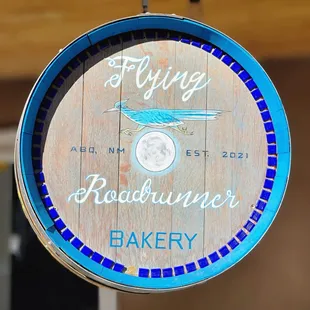 Flying
ABQ, NM EST. 2021
Roadrunner
BAKERY